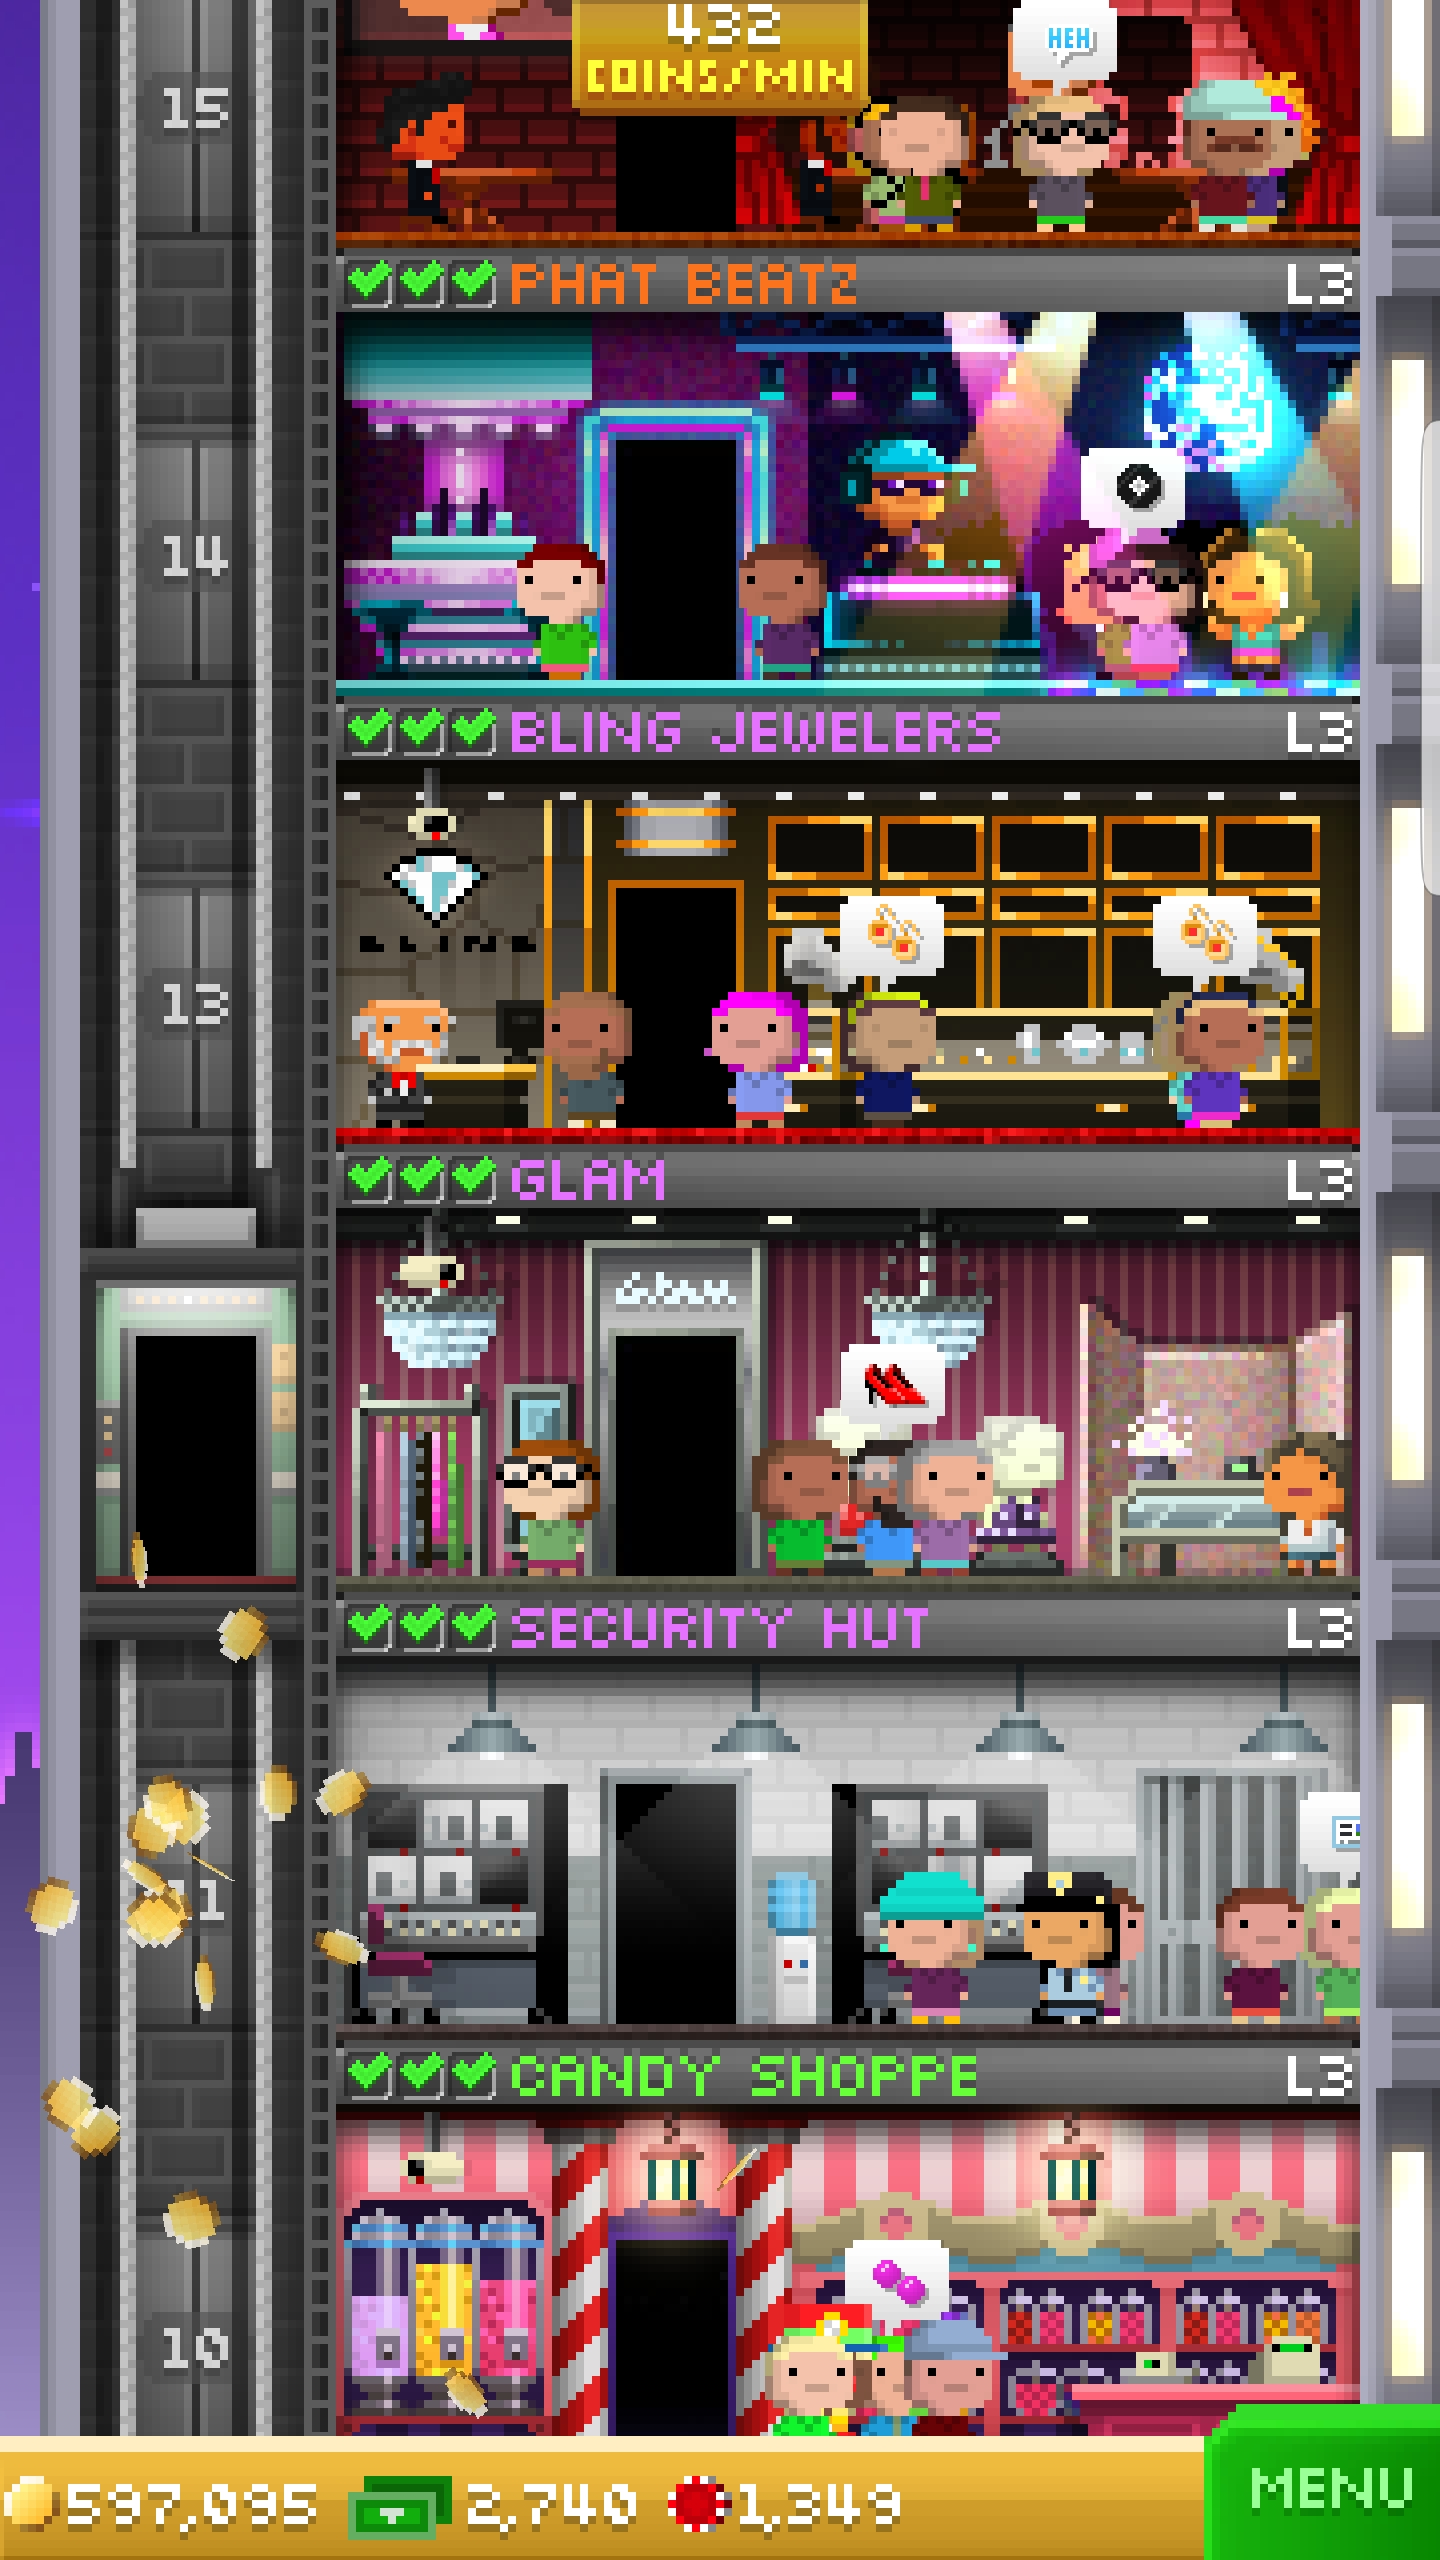 432
COINS/MIN
HEH
15
PHAT BEATZ
L3
14
BLING JEWELERS
L3
BLING
13
GLAM
L3
Glam
SECURITY HUT
L3
11
CANDY SHOPPE
L3
10
597,095
2,740
1,349
MENU